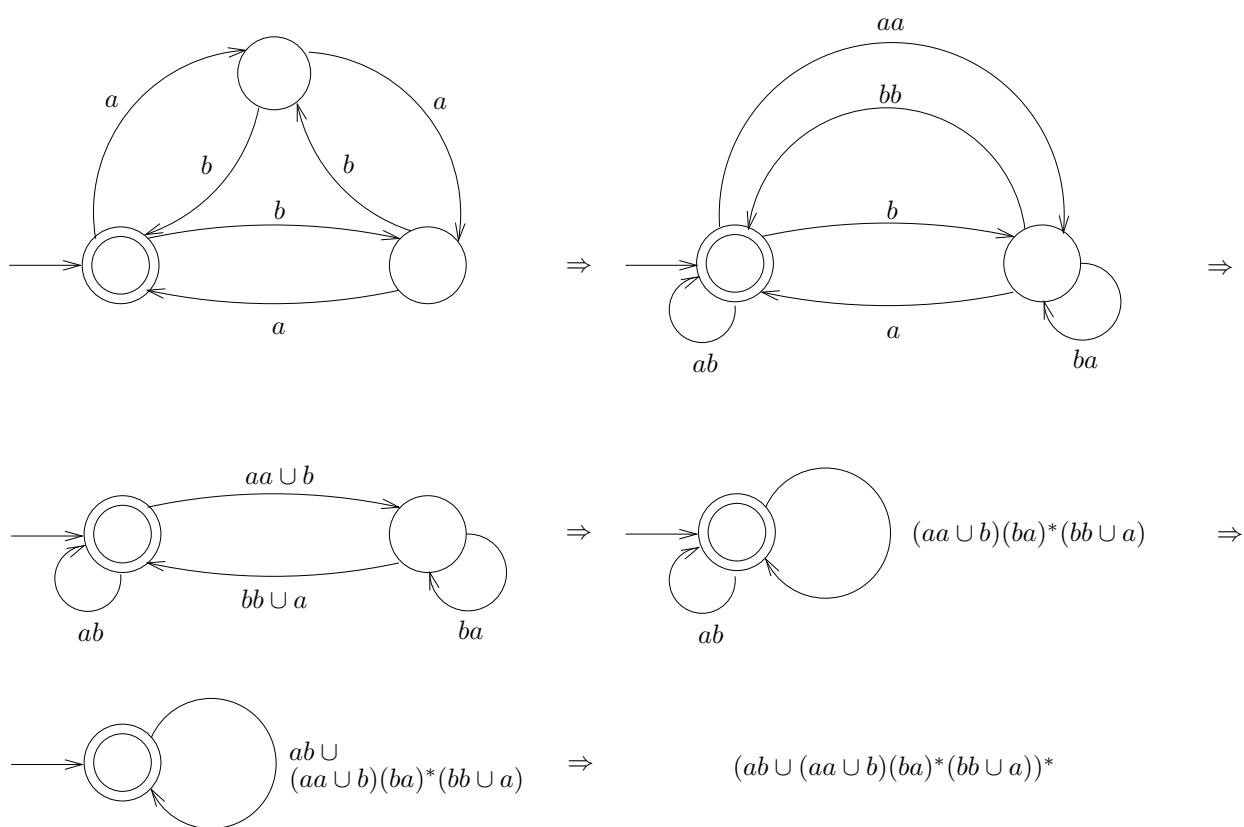 aa
a
a
bb
b
b
b
b
⇒
⇒
a
a
ab
ba
aa ∪ b
⇒
(aa ∪ b)(ba)*(bb ∪ a)
⇒
bb ∪ a
ab
ba
ab
ab ∪
(aa ∪ b)(ba)*(bb ∪ a)
⇒
(ab ∪ (aa ∪ b)(ba)*(bb ∪ a))*